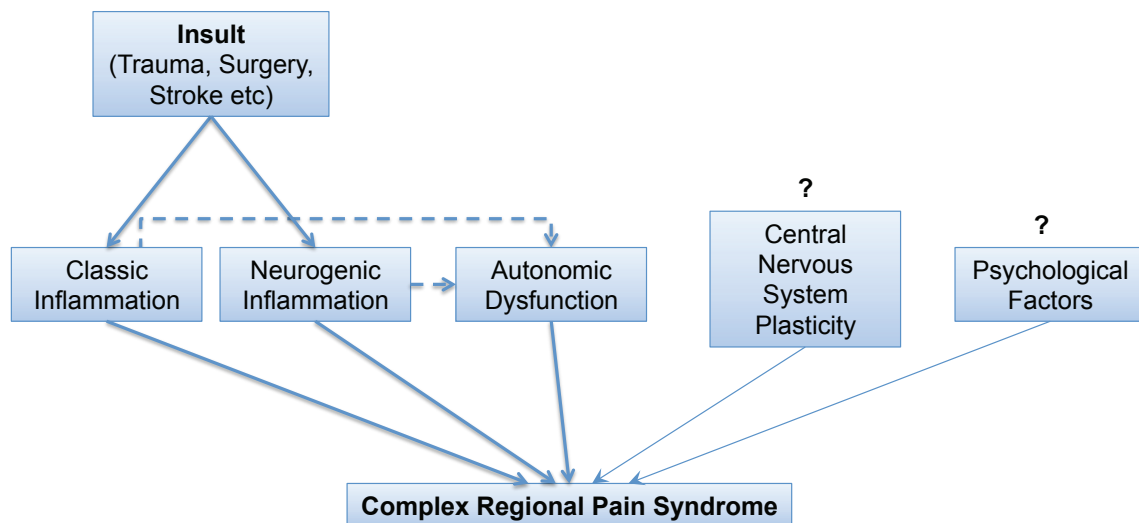 Insult
(Trauma, Surgery,
Stroke etc)
?
Central
Nervous
System
Plasticity
?
Classic
Inflammation
Neurogenic
Inflammation
Autonomic
Dysfunction
Psychological
Factors
Complex Regional Pain Syndrome